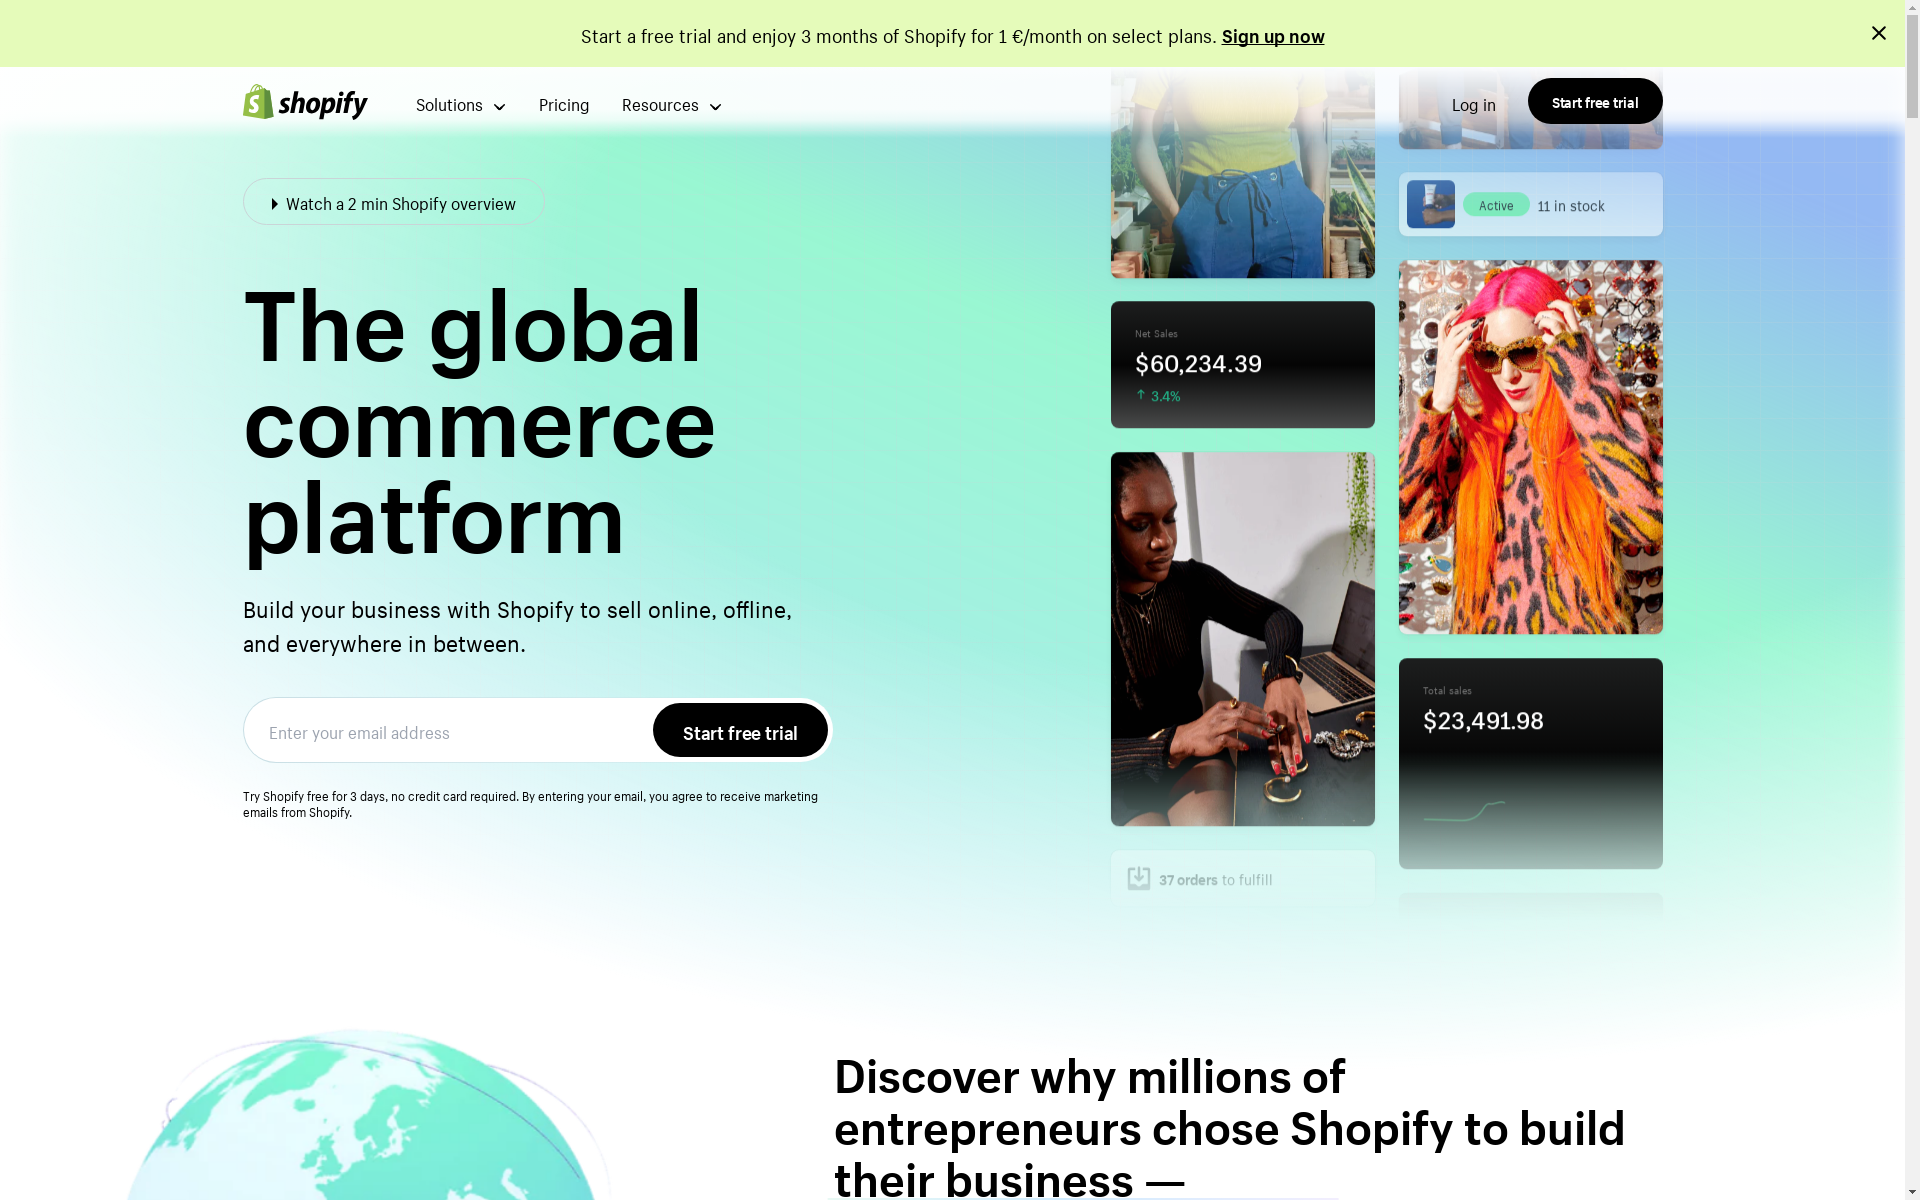 Start a free trial and enjoy 3 months of Shopify for 1 €/month on select plans. Sign up now
shopify
Solutions
Pricing
Resources
Log in
Start free trial
Watch a 2 min Shopify overview
The global
commerce
platform
Build your business with Shopify to sell online, offline,
and everywhere in between.
Enter your email address
Start free trial
Try Shopify free for 3 days, no credit card required. By entering your email, you agree to receive marketing
emails from Shopify.
Net Sales
$60,234.39
↑ 3.4%
37 orders to fulfill
Active
11 in stock
Total sales
$23,491.98
Discover why millions of
entrepreneurs chose Shopify to build
their business —